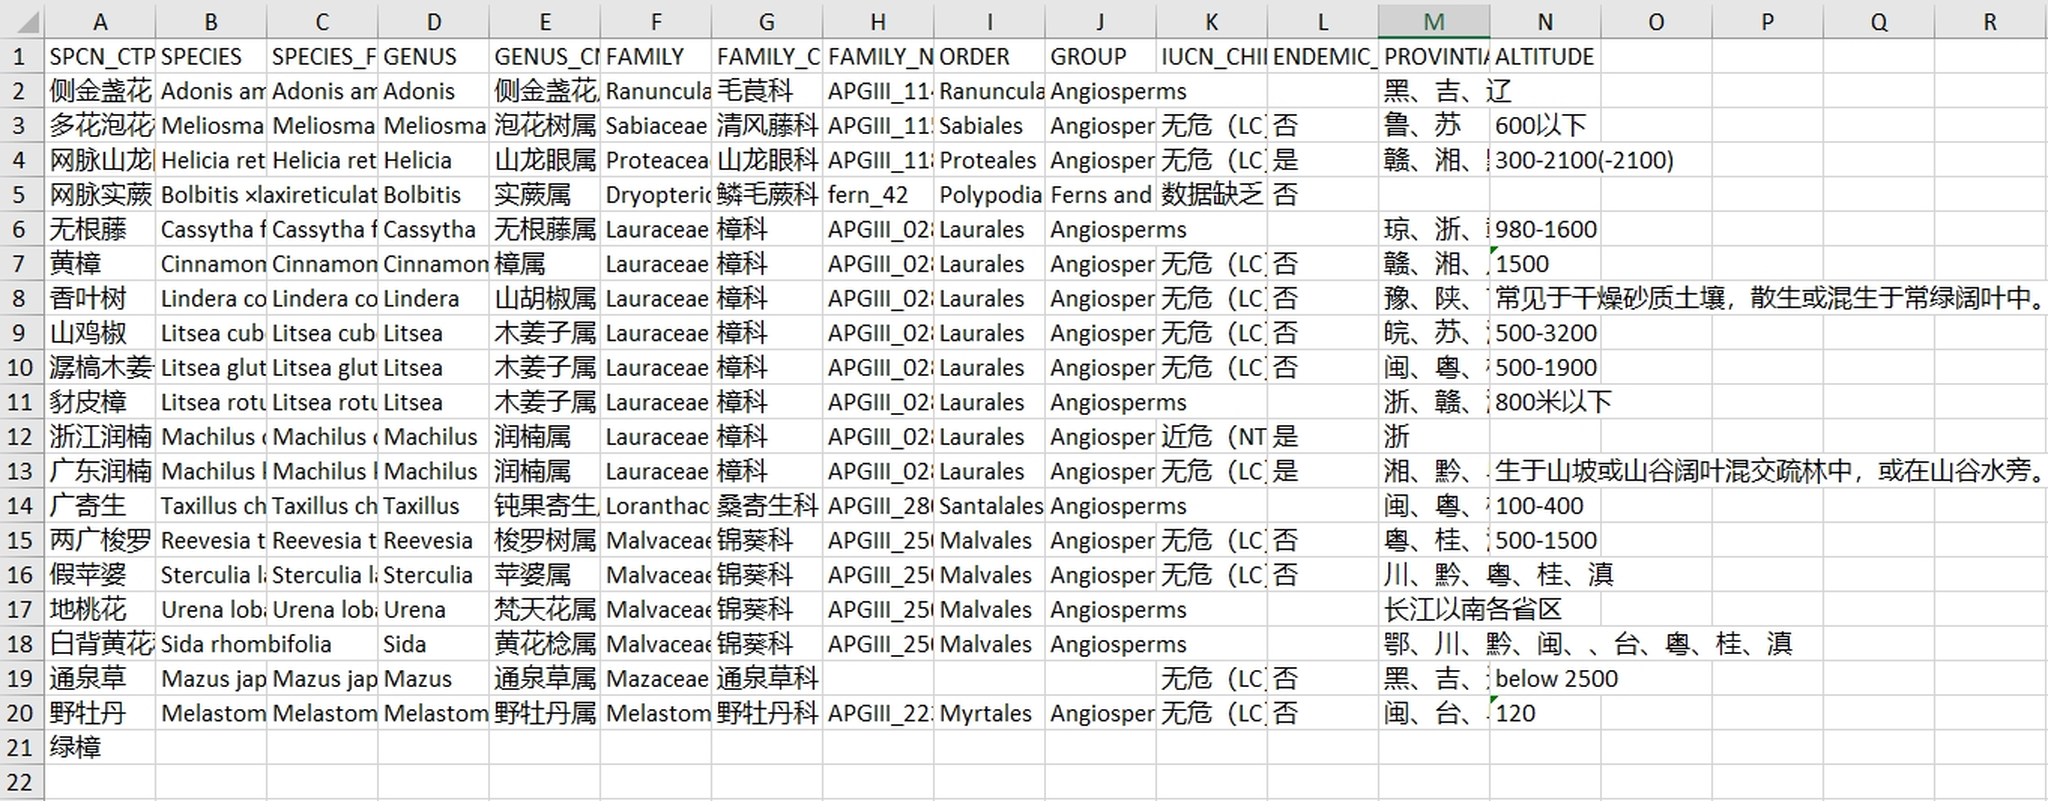 A B C D E F G H I J K L M N O P Q R
1 SPCN_CTP SPECIES SPECIES_F GENUS GENUS_CN FAMILY FAMILY_C FAMILY_N ORDER GROUP IUCN_CHI ENDEMIC_ PROVINTIA ALTITUDE
2 侧金盏花 Adonis am Adonis am Adonis 侧金盏花 Ranuncula 毛茛科 APGIII_114 Ranuncula Angiosperms 黑、吉、辽
3 多花泡花 Meliosma Meliosma Meliosma 泡花树属 Sabiaceae 清风藤科 APGIII_115 Sabiales Angiosper 无危（LC） 否 鲁、苏 600以下
4 网脉山龙 Helicia ret Helicia ret Helicia 山龙眼属 Proteacea 山龙眼科 APGIII_118 Proteales Angiosper 无危（LC） 是 赣、湘、 300-2100(-2100)
5 网脉实蕨 Bolbitis ×laxireticulat Bolbitis 实蕨属 Dryopteric 鳞毛蕨科 fern_42 Polypodia Ferns and 数据缺乏 否
6 无根藤 Cassytha f Cassytha f Cassytha 无根藤属 Lauraceae 樟科 APGIII_028 Laurales Angiosperms 琼、浙、 980-1600
7 黄樟 Cinnamon Cinnamon Cinnamon 樟属 Lauraceae 樟科 APGIII_028 Laurales Angiosper 无危（LC） 否 赣、湘、 1500
8 香叶树 Lindera co Lindera co Lindera 山胡椒属 Lauraceae 樟科 APGIII_028 Laurales Angiosper 无危（LC） 否 豫、陕、 常见于干燥砂质土壤，散生或混生于常绿阔叶中。
9 山鸡椒 Litsea cub Litsea cub Litsea 木姜子属 Lauraceae 樟科 APGIII_028 Laurales Angiosper 无危（LC） 否 皖、苏、 500-3200
10 潺槁木姜 Litsea glut Litsea glut Litsea 木姜子属 Lauraceae 樟科 APGIII_028 Laurales Angiosper 无危（LC） 否 闽、粤、 500-1900
11 豺皮樟 Litsea rotu Litsea rotu Litsea 木姜子属 Lauraceae 樟科 APGIII_028 Laurales Angiosperms 浙、赣、 800米以下
12 浙江润楠 Machilus c Machilus c Machilus 润楠属 Lauraceae 樟科 APGIII_028 Laurales Angiosper 近危（NT 是 浙
13 广东润楠 Machilus k Machilus k Machilus 润楠属 Lauraceae 樟科 APGIII_028 Laurales Angiosper 无危（LC） 是 湘、黔、 生于山坡或山谷阔叶混交疏林中，或在山谷水旁。
14 广寄生 Taxillus ch Taxillus ch Taxillus 钝果寄生 Loranthac 桑寄生科 APGIII_280 Santalales Angiosperms 闽、粤、 100-400
15 两广梭罗 Reevesia t Reevesia t Reevesia 梭罗树属 Malvaceae 锦葵科 APGIII_250 Malvales Angiosper 无危（LC） 否 粤、桂、 500-1500
16 假苹婆 Sterculia la Sterculia la Sterculia 苹婆属 Malvaceae 锦葵科 APGIII_250 Malvales Angiosper 无危（LC） 否 川、黔、粤、桂、滇
17 地桃花 Urena loba Urena loba Urena 梵天花属 Malvaceae 锦葵科 APGIII_250 Malvales Angiosperms 长江以南各省区
18 白背黄花 Sida rhombifolia Sida 黄花棯属 Malvaceae 锦葵科 APGIII_250 Malvales Angiosperms 鄂、川、黔、闽、、台、粤、桂、滇
19 通泉草 Mazus jap Mazus jap Mazus 通泉草属 Mazaceae 通泉草科 无危（LC） 否 黑、吉、 below 2500
20 野牡丹 Melastom Melastom Melastom 野牡丹属 Melastom 野牡丹科 APGIII_223 Myrtales Angiosper 无危（LC） 否 闽、台、 120
21 绿樟
22